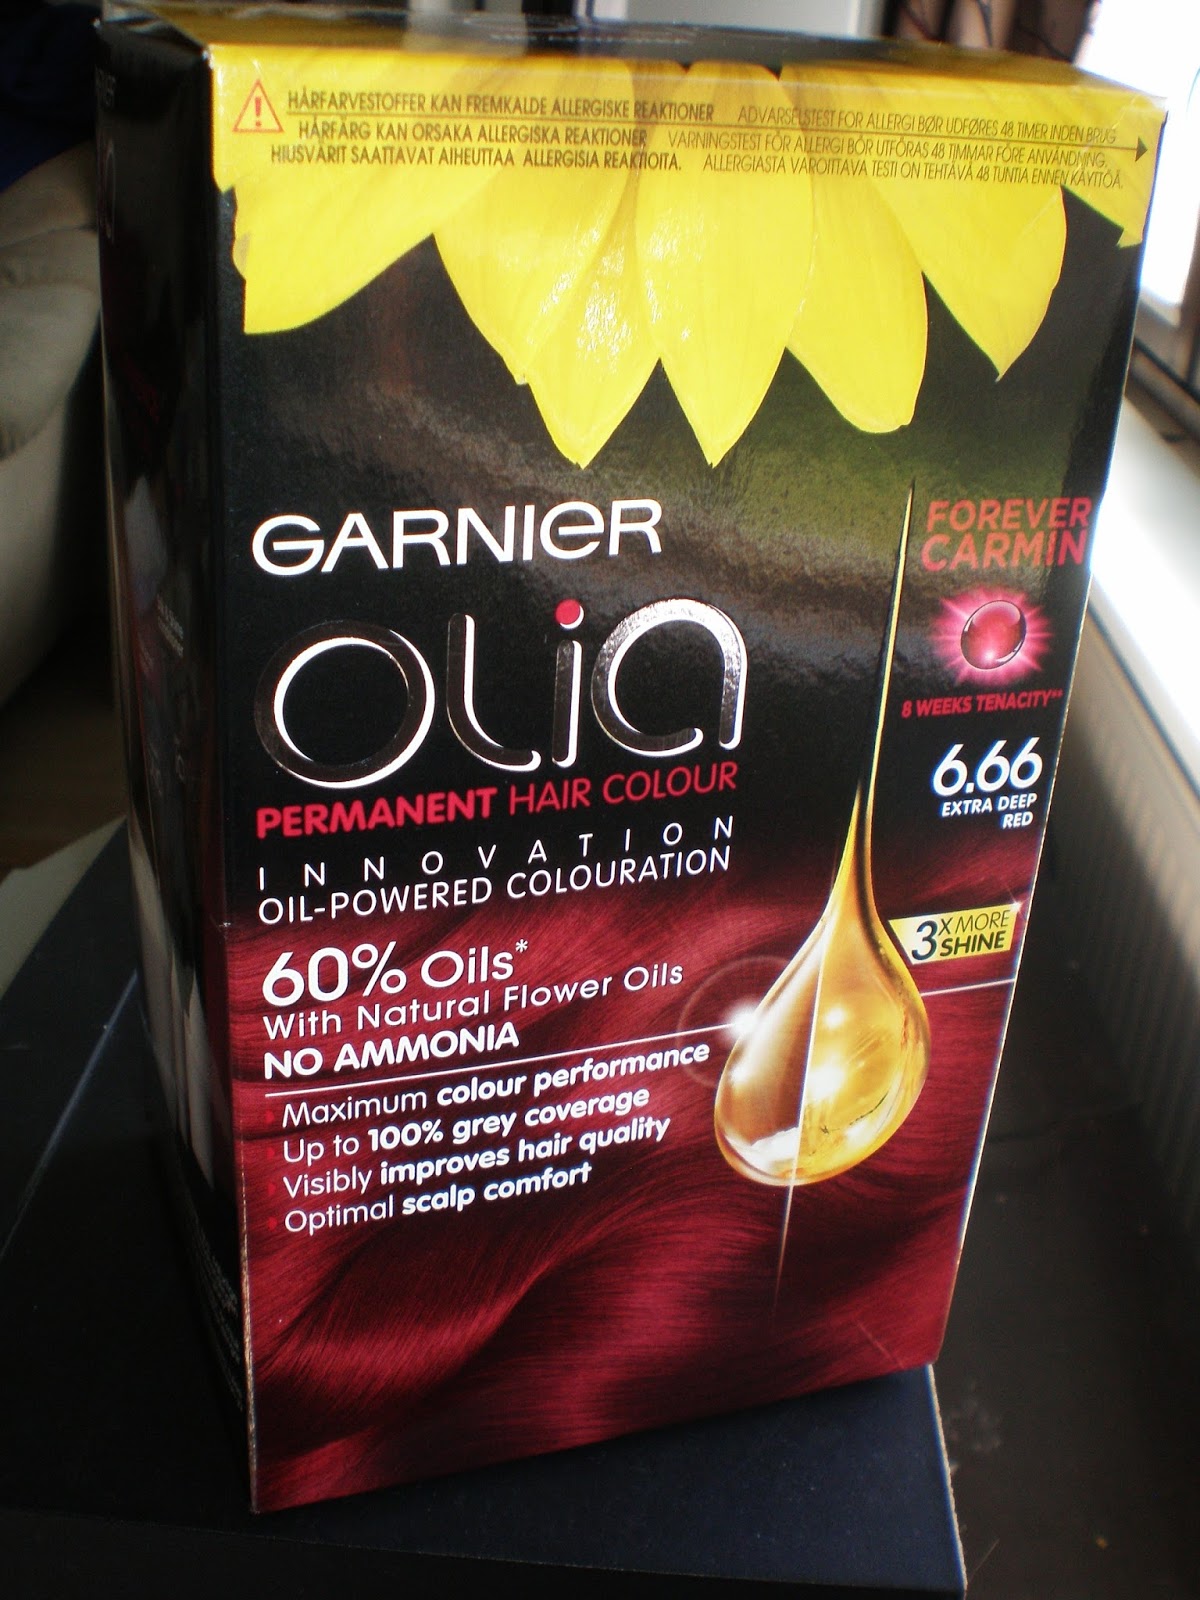 HÅRFARVESTOFFER KAN FREMKALDE ALLERGISKE REAKTIONER ADVARSELSTEST FOR ALLERGI BØR UDFØRES 48 TIMER INDEN BRUG
HÅRFÄRG KAN ORSAKA ALLERGISKA REAKTIONER VARNINGSTEST FÖR ALLERGI BÖR UTFÖRAS 48 TIMMAR FÖRE ANVÄNDNING.
HIUSVÄRIT SAATTAVAT AIHEUTTAA ALLERGISIA REAKTIOITA. ALLERGIASTA VAROITTAVA TESTI ON TEHTÄVÄ 48 TUNTIA ENNEN KÄYTTÖÄ.
GARNIER
OLIA
PERMANENT HAIR COLOUR
INNOVATION
OIL-POWERED COLOURATION
60% Oils*
With Natural Flower Oils
NO AMMONIA
Maximum colour performance
Up to 100% grey coverage
Visibly improves hair quality
Optimal scalp comfort
FOREVER
CARMIN
8 WEEKS TENACITY**
6.66
EXTRA DEEP
RED
3X MORE
SHINE